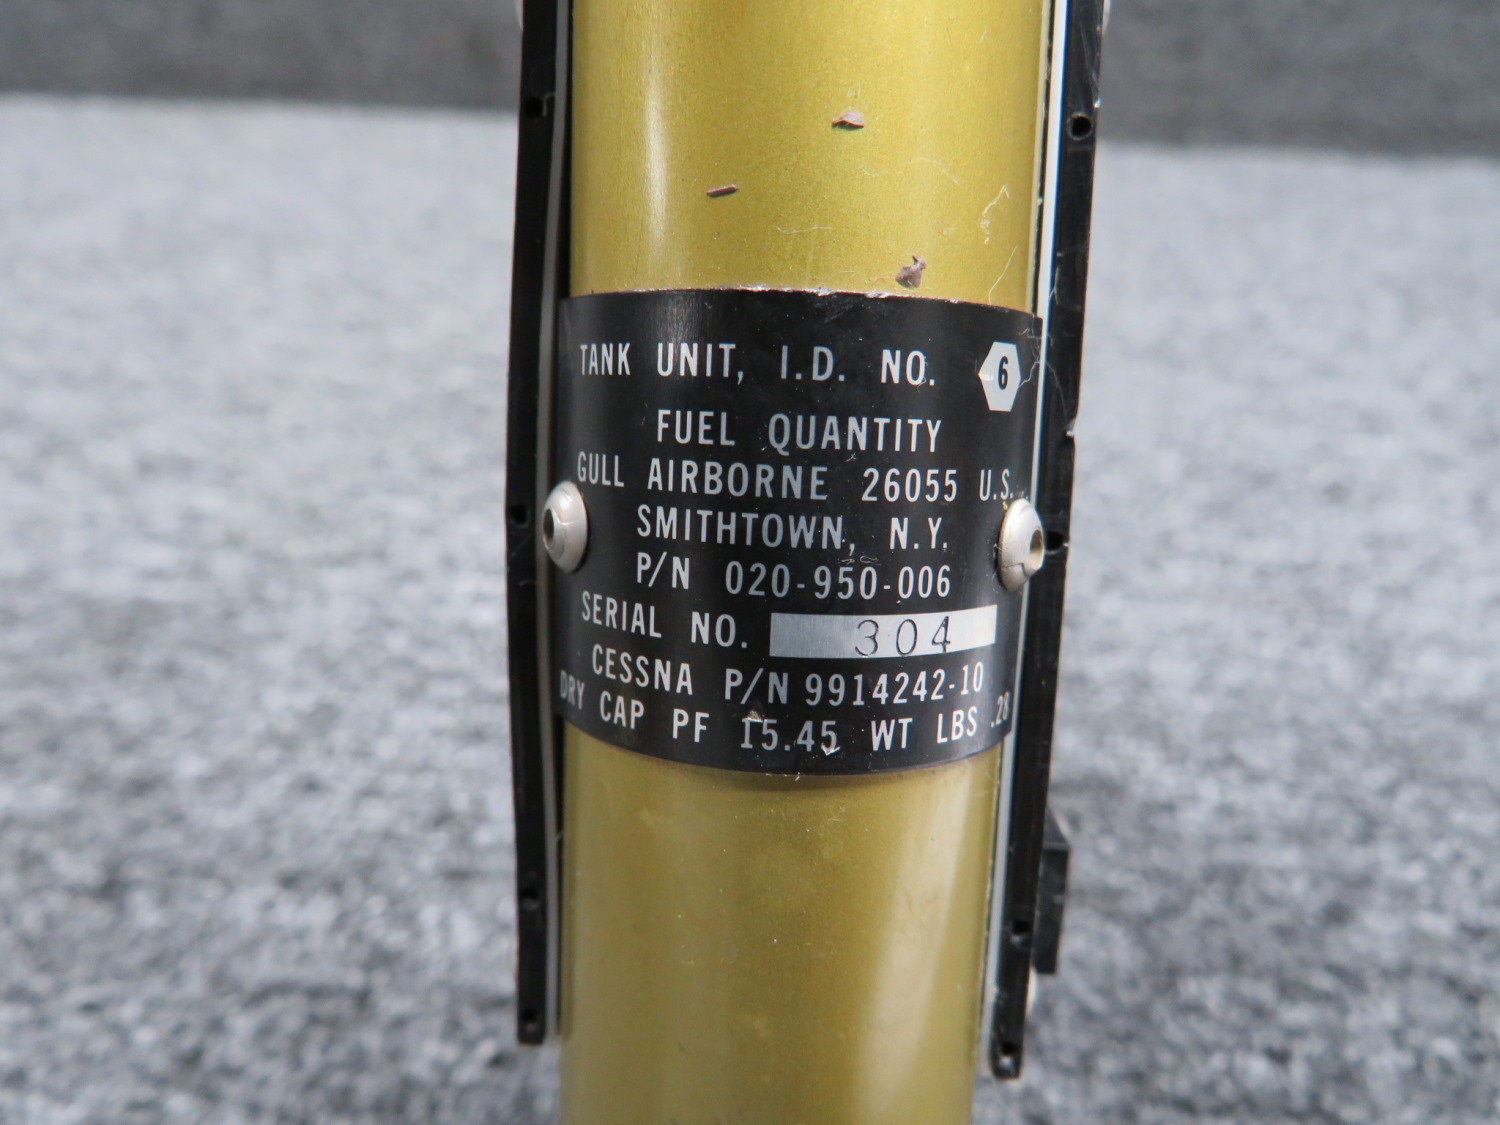 TANK UNIT, I.D. NO. 6
FUEL QUANTITY
GULL AIRBORNE 26055 U.S.
SMITHTOWN, N.Y.
P/N 020-950-006
SERIAL NO. 304
CESSNA P/N 9914242-10
DRY CAP PF 15.45 WT LBS .28